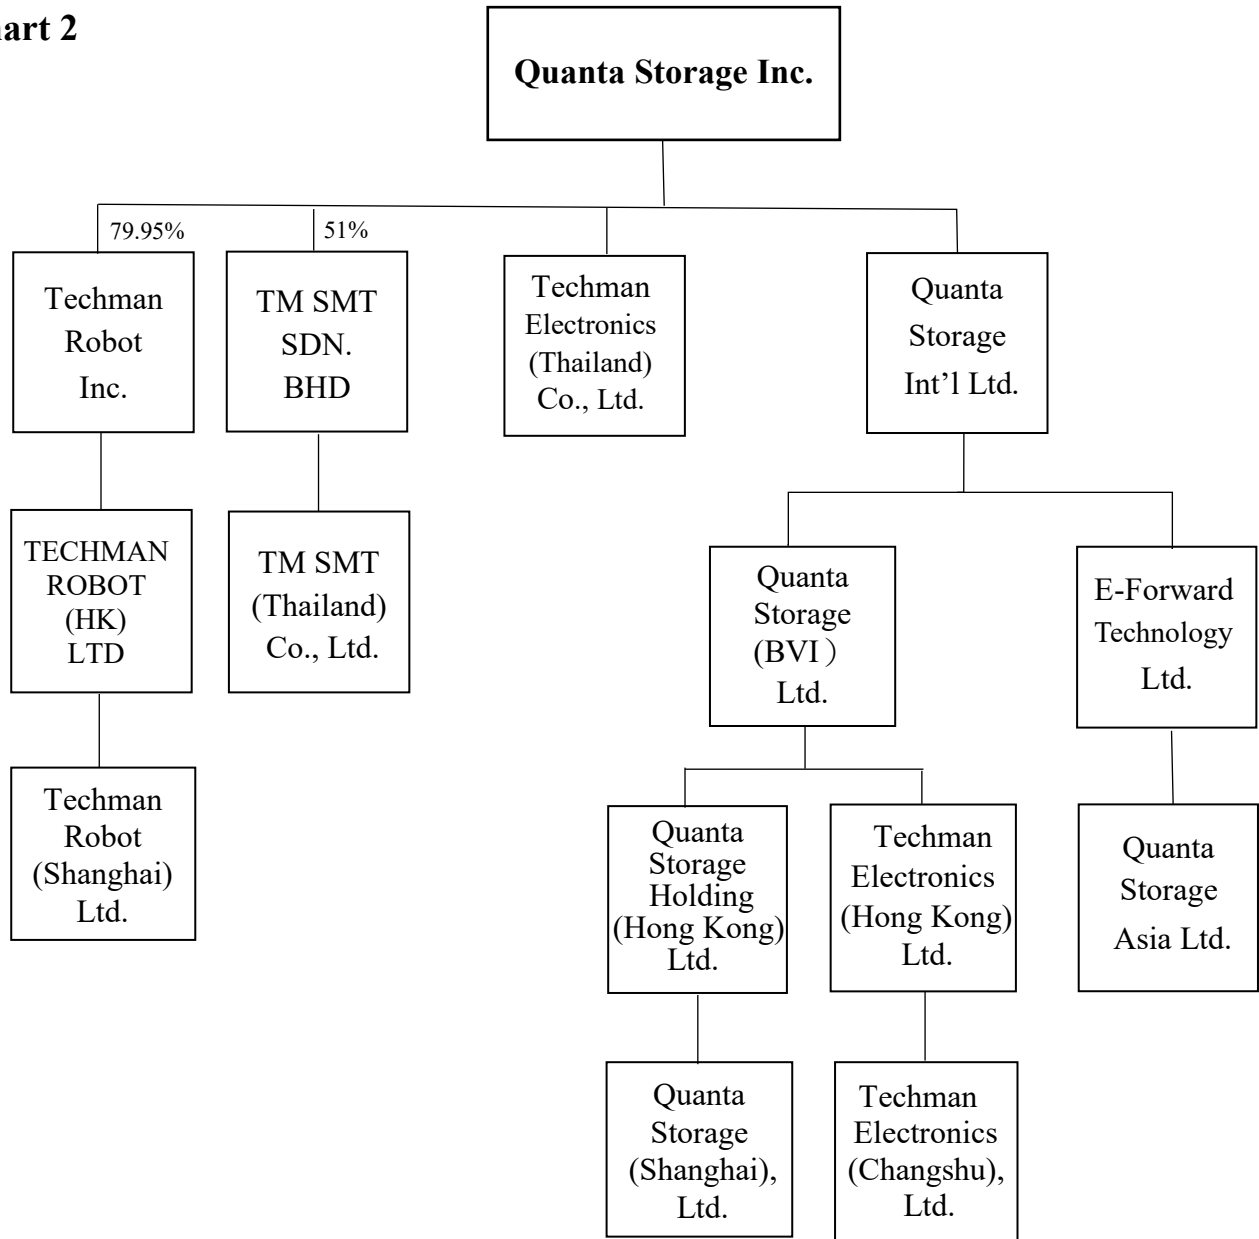 art 2
Quanta Storage Inc.
79.95%
51%
Techman
Robot
Inc.
TM SMT
SDN.
BHD
Techman
Electronics
(Thailand)
Co., Ltd.
Quanta
Storage
Int’l Ltd.
TECHMAN
ROBOT
(HK)
LTD
TM SMT
(Thailand)
Co., Ltd.
Quanta
Storage
(BVI）
Ltd.
E-Forward
Technology
Ltd.
Techman
Robot
(Shanghai)
Ltd.
Quanta
Storage
Holding
(Hong Kong)
Ltd.
Techman
Electronics
(Hong Kong)
Ltd.
Quanta
Storage
Asia Ltd.
Quanta
Storage
(Shanghai),
Ltd.
Techman
Electronics
(Changshu),
Ltd.